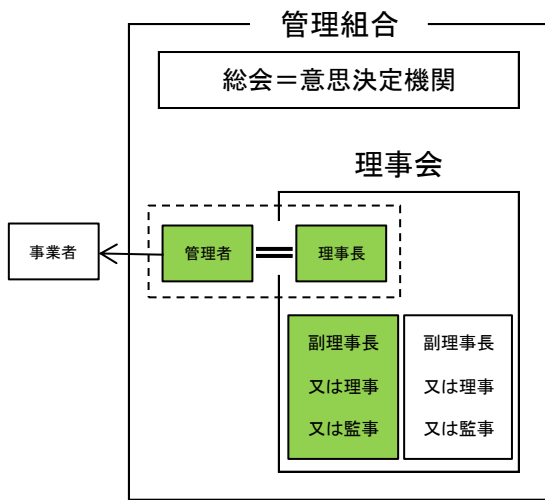 管理組合
総会＝意思決定機関
理事会
事業者
管理者
理事長
副理事長
又は理事
又は監事
副理事長
又は理事
又は監事